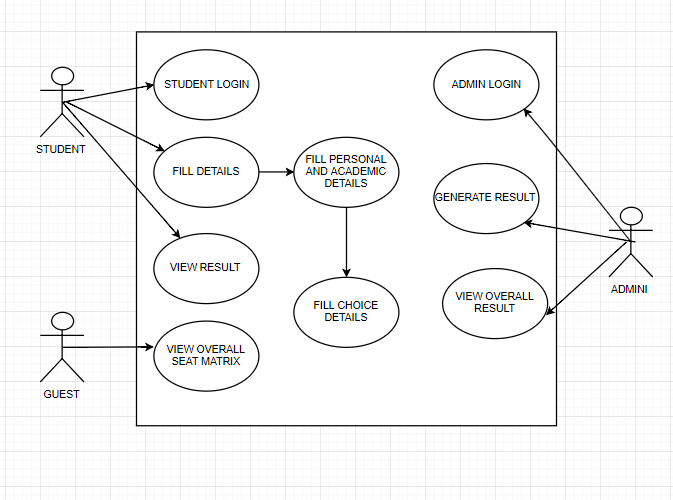 STUDENT LOGIN
ADMIN LOGIN
STUDENT
FILL DETAILS
FILL PERSONAL
AND ACADEMIC
DETAILS
GENERATE RESULT
VIEW RESULT
ADMINI
FILL CHOICE
DETAILS
VIEW OVERALL
RESULT
VIEW OVERALL
SEAT MATRIX
GUEST